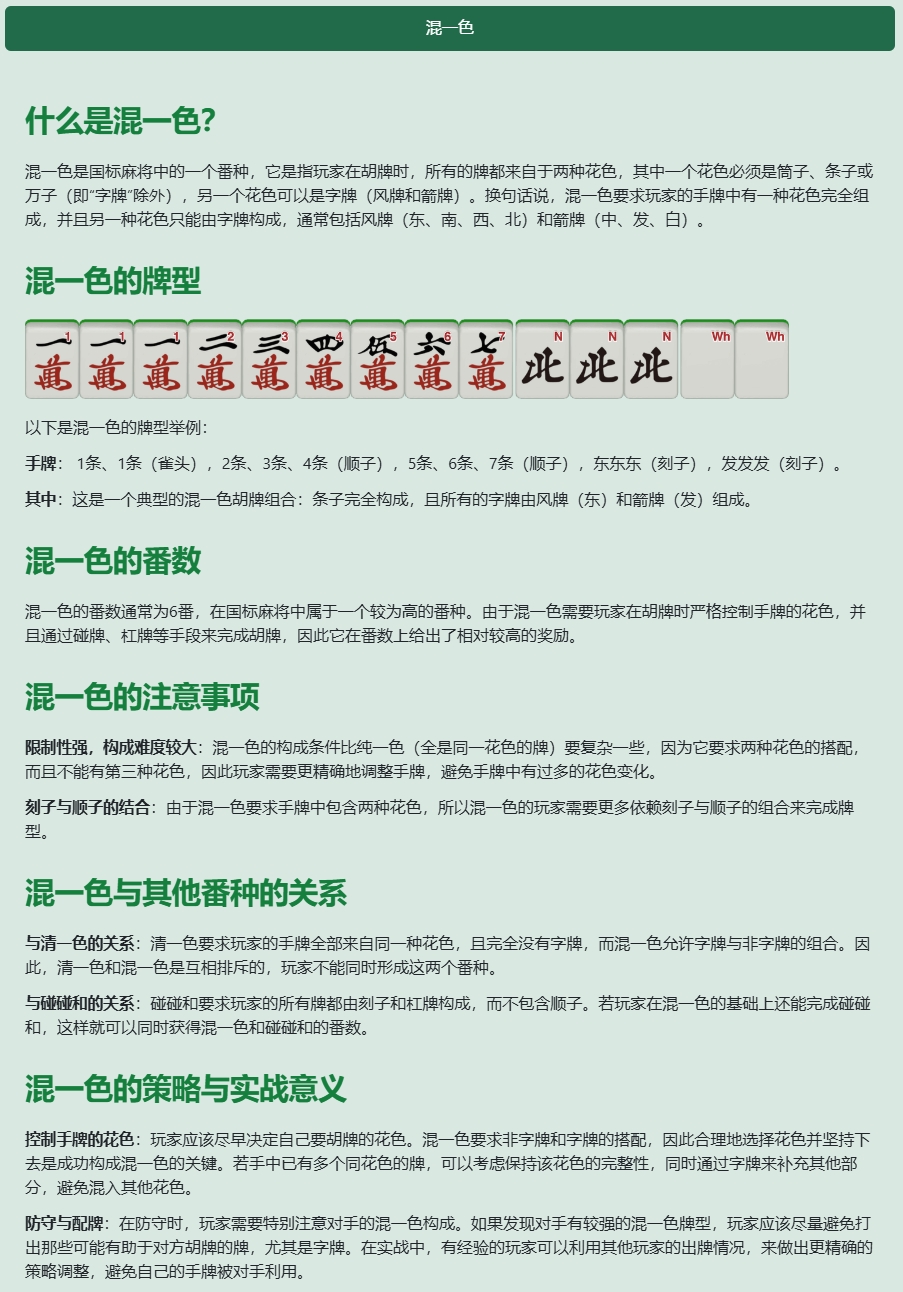 混一色
什么是混一色？
混一色是国标麻将中的一个番种，它是指玩家在胡牌时，所有的牌都来自于两种花色，其中一个花色必须是筒子、条子或
万子（即“字牌”除外），另一个花色可以是字牌（风牌和箭牌）。换句话说，混一色要求玩家的手牌中有一种花色完全组
成，并且另一种花色只能由字牌构成，通常包括风牌（东、南、西、北）和箭牌（中、发、白）。
混一色的牌型
一1 一1 一1 二2 三3 四4 伍5 六6 七7 N N N Wh Wh
萬 萬 萬 萬 萬 萬 萬 萬 萬 北 北 北
以下是混一色的牌型举例：
手牌： 1条、1条（雀头），2条、3条、4条（顺子），5条、6条、7条（顺子），东东东（刻子），发发发（刻子）。
其中：这是一个典型的混一色胡牌组合：条子完全构成，且所有的字牌由风牌（东）和箭牌（发）组成。
混一色的番数
混一色的番数通常为6番，在国标麻将中属于一个较为高的番种。由于混一色需要玩家在胡牌时严格控制手牌的花色，并
且通过碰牌、杠牌等手段来完成胡牌，因此它在番数上给出了相对较高的奖励。
混一色的注意事项
限制性强，构成难度较大：混一色的构成条件比纯一色（全是同一花色的牌）要复杂一些，因为它要求两种花色的搭配，
而且不能有第三种花色，因此玩家需要更精确地调整手牌，避免手牌中有过多的花色变化。
刻子与顺子的结合：由于混一色要求手牌中包含两种花色，所以混一色的玩家需要更多依赖刻子与顺子的组合来完成牌
型。
混一色与其他番种的关系
与清一色的关系：清一色要求玩家的手牌全部来自同一种花色，且完全没有字牌，而混一色允许字牌与非字牌的组合。因
此，清一色和混一色是互相排斥的，玩家不能同时形成这两个番种。
与碰碰和的关系：碰碰和要求玩家的所有牌都由刻子和杠牌构成，而不包含顺子。若玩家在混一色的基础上还能完成碰碰
和，这样就可以同时获得混一色和碰碰和的番数。
混一色的策略与实战意义
控制手牌的花色：玩家应该尽早决定自己要胡牌的花色。混一色要求非字牌和字牌的搭配，因此合理地选择花色并坚持下
去是成功构成混一色的关键。若手中已有多个同花色的牌，可以考虑保持该花色的完整性，同时通过字牌来补充其他部
分，避免混入其他花色。
防守与配牌：在防守时，玩家需要特别注意对手的混一色构成。如果发现对手有较强的混一色牌型，玩家应该尽量避免打
出那些可能有助于对方胡牌的牌，尤其是字牌。在实战中，有经验的玩家可以利用其他玩家的出牌情况，来做出更精确的
策略调整，避免自己的手牌被对手利用。